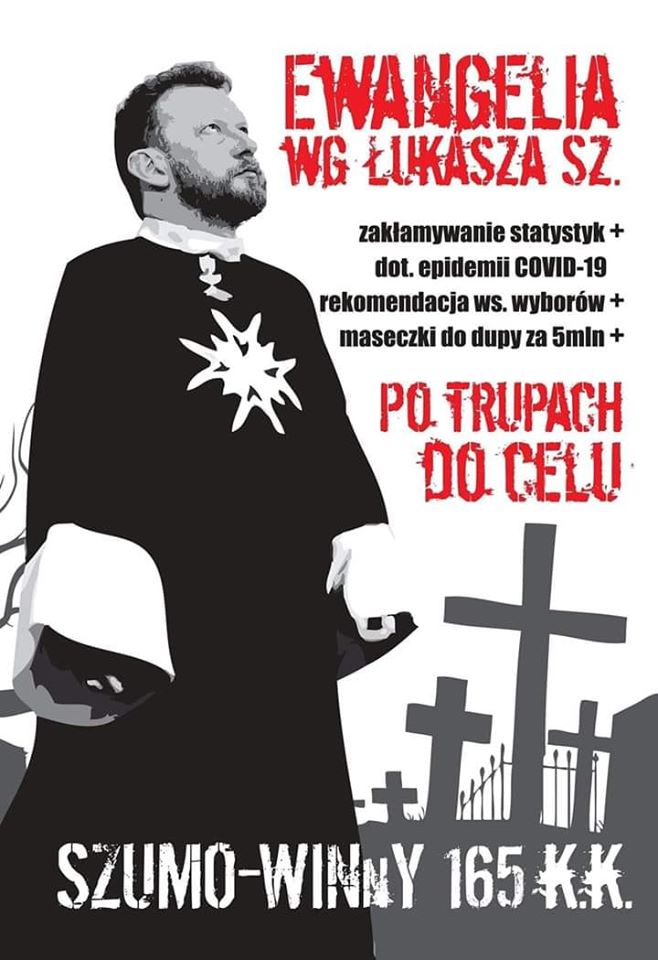 EWANGELIA
WG ŁUKASZA SZ.
zakłamywanie statystyk +
dot. epidemii COVID-19
rekomendacja ws. wyborów +
maseczki do dupy za 5mln +
PO TRUPACH
DO CELU
SZUMO-WINnY 165 K.K.